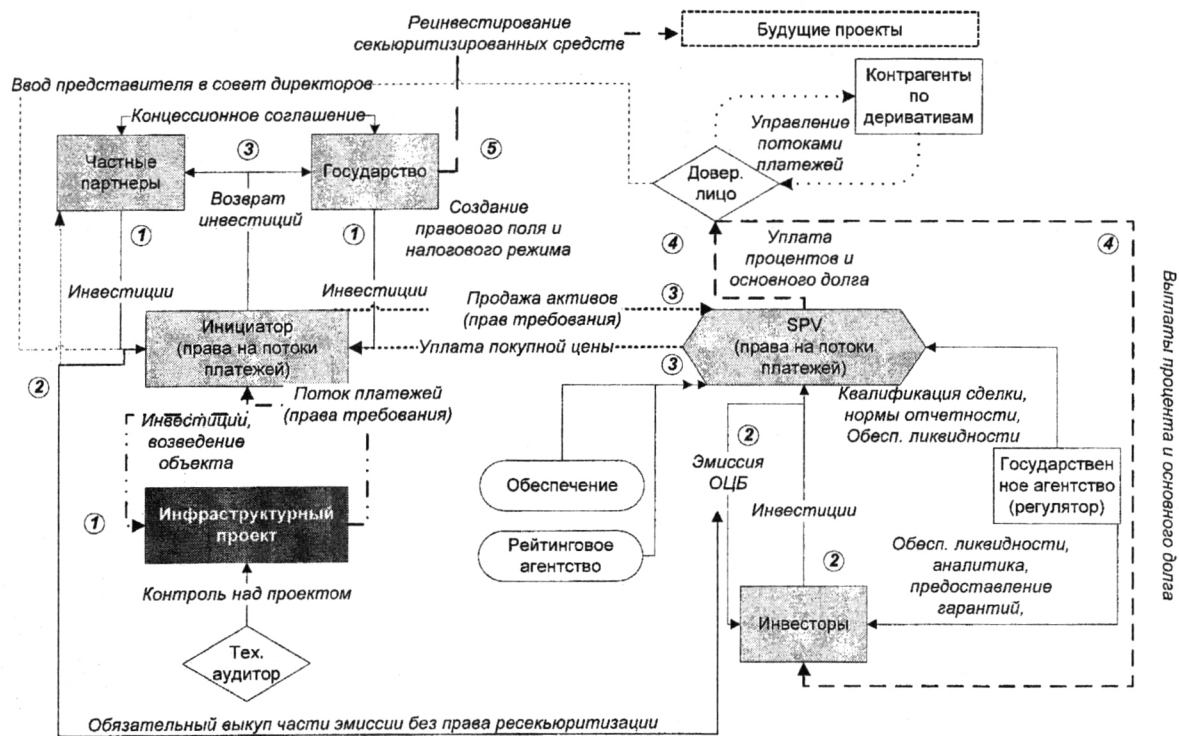 Реинвестирование
секьюритизированных средств
Будущие проекты
Ввод представителя в совет директоров
Контрагенты
по
деривативам
Концессионное соглашение
Управление
потоками
платежей
Частные
партнеры
3
Государство
5
Довер.
лицо
Возврат
инвестиций
1
1
Создание
правового поля и
налогового режима
4
Уплата
процентов и
основного долга
4
Выплаты процента и основного долга
Инвестиции
Инвестиции
Продажа активов
(прав требования)
3
Инициатор
(права на потоки
платежей)
SPV
(права на потоки
платежей)
Уплата покупной цены
3
2
Поток платежей
(права требования)
Квалификация сделки,
нормы отчетности,
Обесп. ликвидности
Инвестиции,
возведение
объекта
2
Эмиссия
ОЦБ
Обеспечение
Государствен
ное агентство
(регулятор)
1
Инфраструктурный
проект
Инвестиции
Рейтинговое
агентство
2
Обесп. ликвидности,
аналитика,
предоставление
гарантий,
Контроль над проектом
Инвесторы
Тех.
аудитор
Обязательный выкуп части эмиссии без права ресекьюритизации